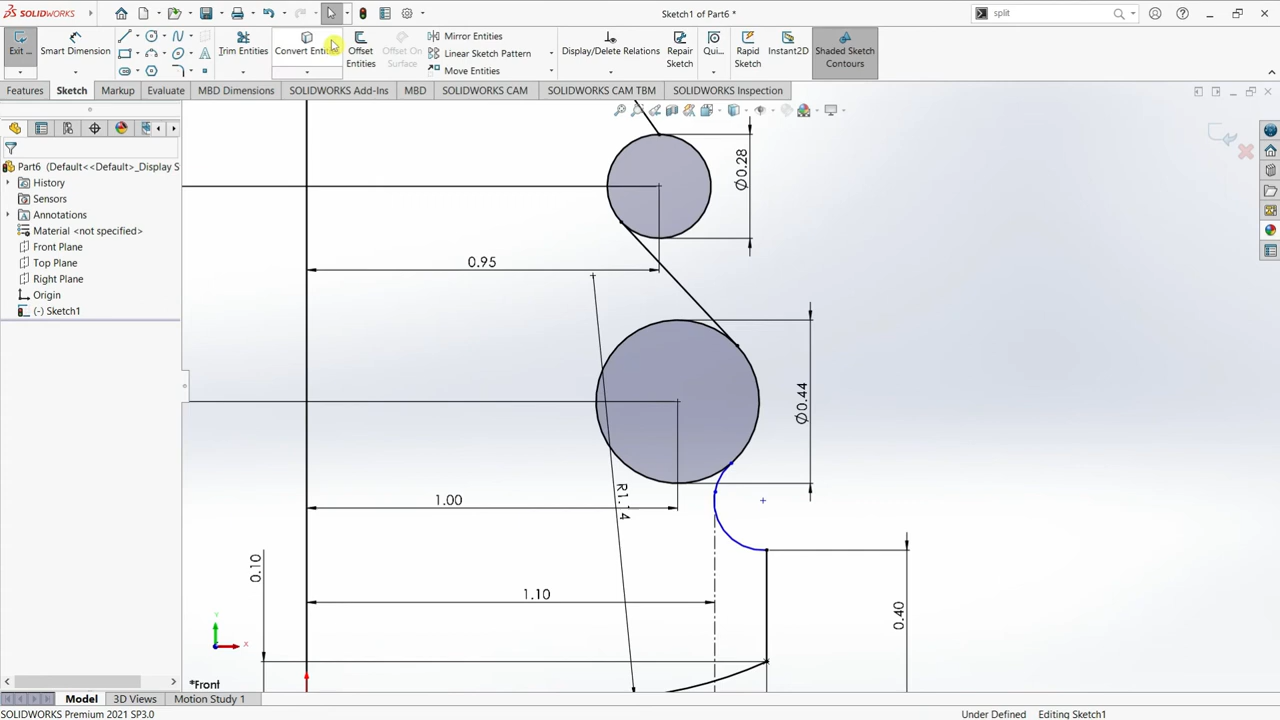 SOLIDWORKS
Sketch1 of Part6 *
split
Exit ...
Smart Dimension
Trim Entities
Convert Entities
Offset Entities
Offset On Surface
Mirror Entities
Linear Sketch Pattern
Move Entities
Display/Delete Relations
Repair Sketch
Qui...
Rapid Sketch
Instant2D
Shaded Sketch Contours
Features
Sketch
Markup
Evaluate
MBD Dimensions
SOLIDWORKS Add-Ins
MBD
SOLIDWORKS CAM
SOLIDWORKS CAM TBM
SOLIDWORKS Inspection
Part6 (Default<<Default>_Display S
History
Sensors
Annotations
Material <not specified>
Front Plane
Top Plane
Right Plane
Origin
(-) Sketch1
Ø0.28
0.95
Ø0.44
R1.14
1.00
0.10
1.10
0.40
Y
X
*Front
Model
3D Views
Motion Study 1
SOLIDWORKS Premium 2021 SP3.0
Under Defined
Editing Sketch1